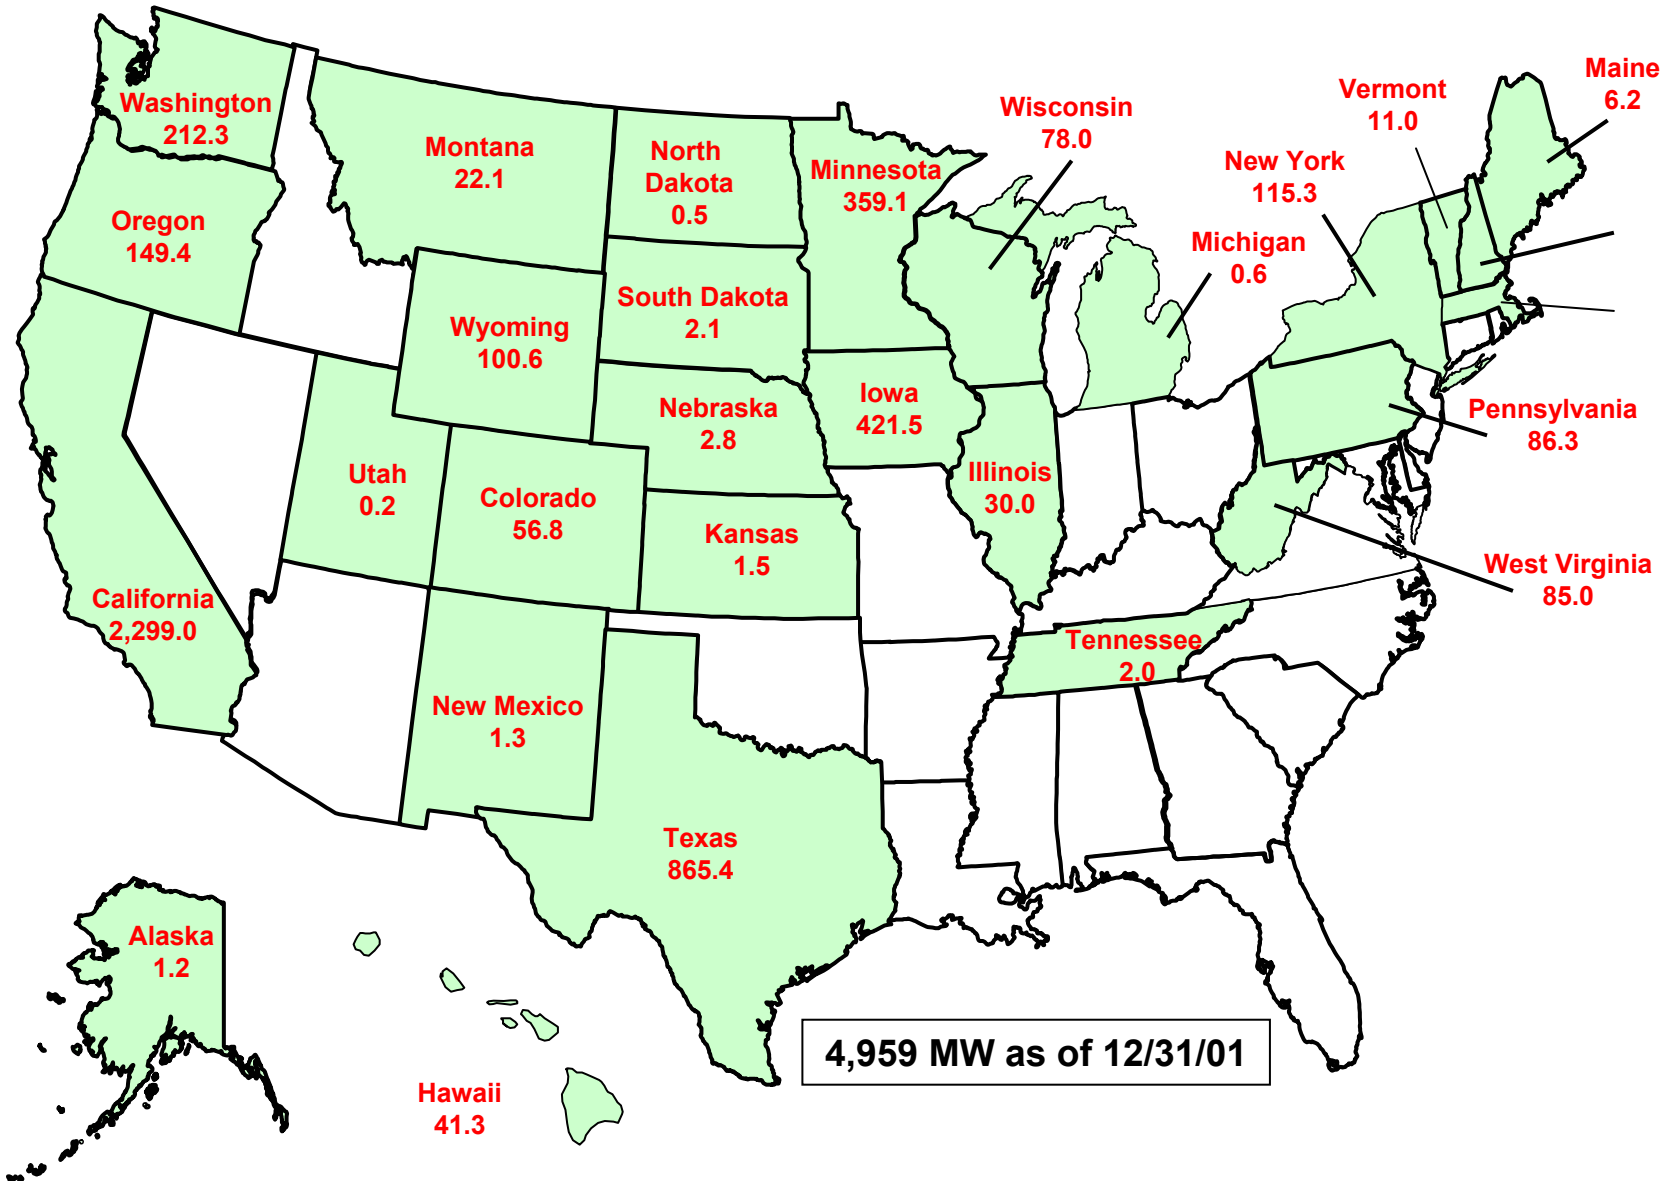 Washington
212.3
Oregon
149.4
California
2,299.0
Montana
22.1
Wyoming
100.6
Utah
0.2
Colorado
56.8
New Mexico
1.3
North
Dakota
0.5
South Dakota
2.1
Nebraska
2.8
Kansas
1.5
Texas
865.4
Minnesota
359.1
Iowa
421.5
Wisconsin
78.0
Illinois
30.0
Michigan
0.6
Tennessee
2.0
New York
115.3
Vermont
11.0
Maine
6.2
Pennsylvania
86.3
West Virginia
85.0
Alaska
1.2
Hawaii
41.3
4,959 MW as of 12/31/01